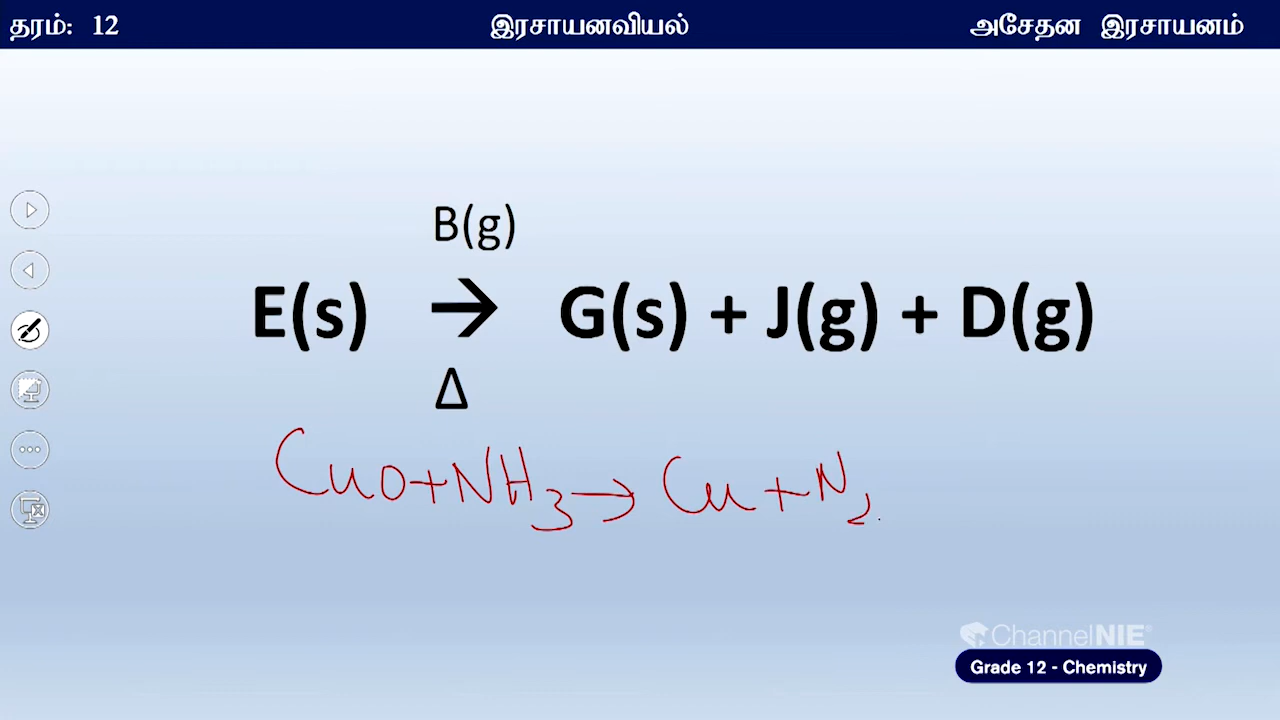 தரம்: 12 இரசாயனவியல் அசேதன இரசாயனம்
B(g)
E(s) → G(s) + J(g) + D(g)
Δ
CuO+NH3→Cu+N2
ChannelNIE
Grade 12 - Chemistry